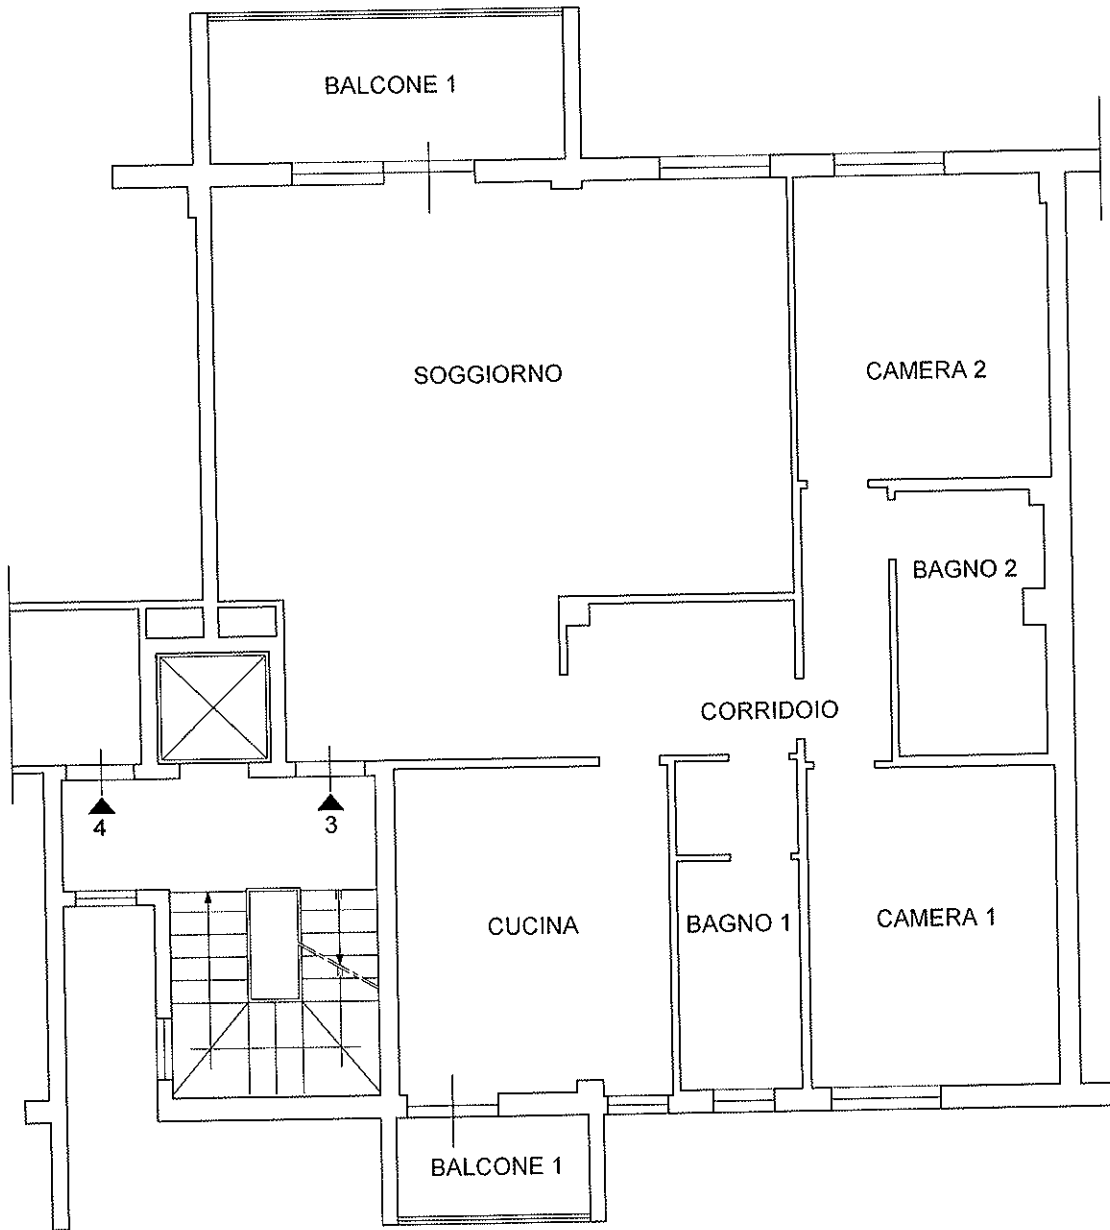 BALCONE 1
SOGGIORNO
CAMERA 2
BAGNO 2
CORRIDOIO
4
3
CUCINA
BAGNO 1
CAMERA 1
BALCONE 1